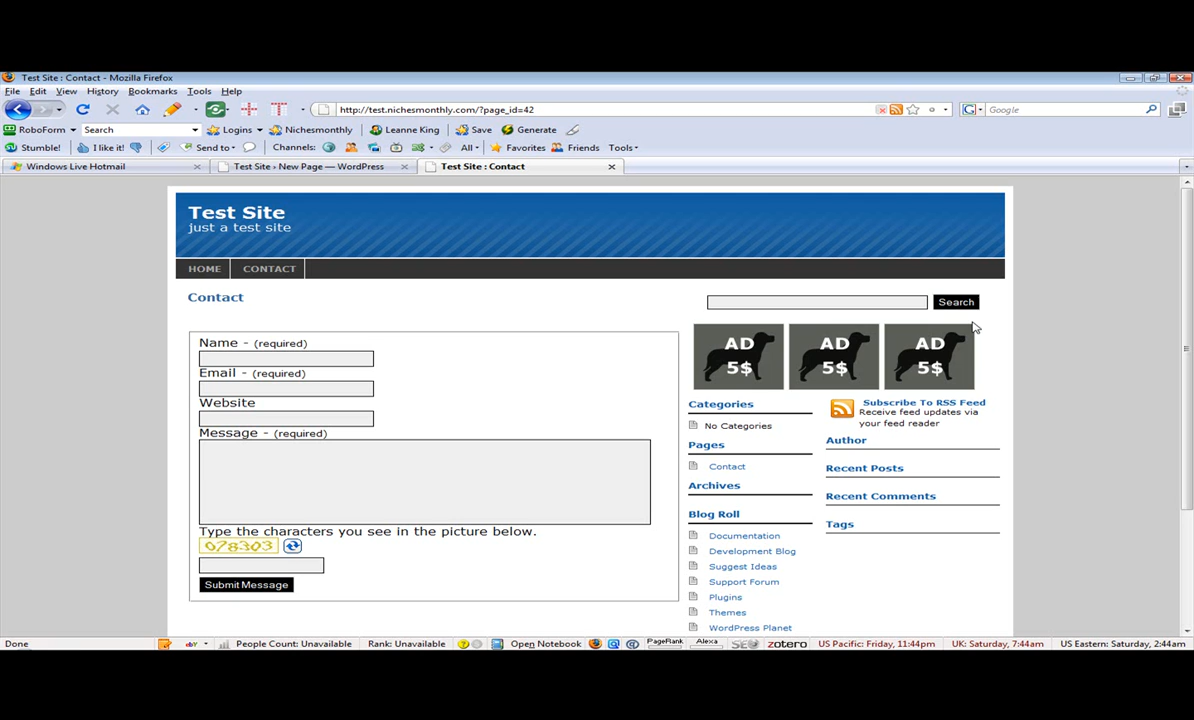 Test Site : Contact - Mozilla Firefox
File Edit View History Bookmarks Tools Help
http://test.nichesmonthly.com/?page_id=42
Google
RoboForm Search Logins Nichesmonthly Leanne King Save Generate
Stumble! I like it! Send to Channels: All Favorites Friends Tools
Windows Live Hotmail
Test Site › New Page — WordPress
Test Site : Contact
Test Site
just a test site
HOME CONTACT
Contact
Name - (required)
Email - (required)
Website
Message - (required)
Type the characters you see in the picture below.
078303
Submit Message
Search
AD 5$
AD 5$
AD 5$
Categories
No Categories
Pages
Contact
Archives
Blog Roll
Documentation
Development Blog
Suggest Ideas
Support Forum
Plugins
Themes
WordPress Planet
Subscribe To RSS Feed
Receive feed updates via
your feed reader
Author
Recent Posts
Recent Comments
Tags
Done People Count: Unavailable Rank: Unavailable Open Notebook PageRank Alexa SEO zotero US Pacific: Friday, 11:44pm UK: Saturday, 7:44am US Eastern: Saturday, 2:44am